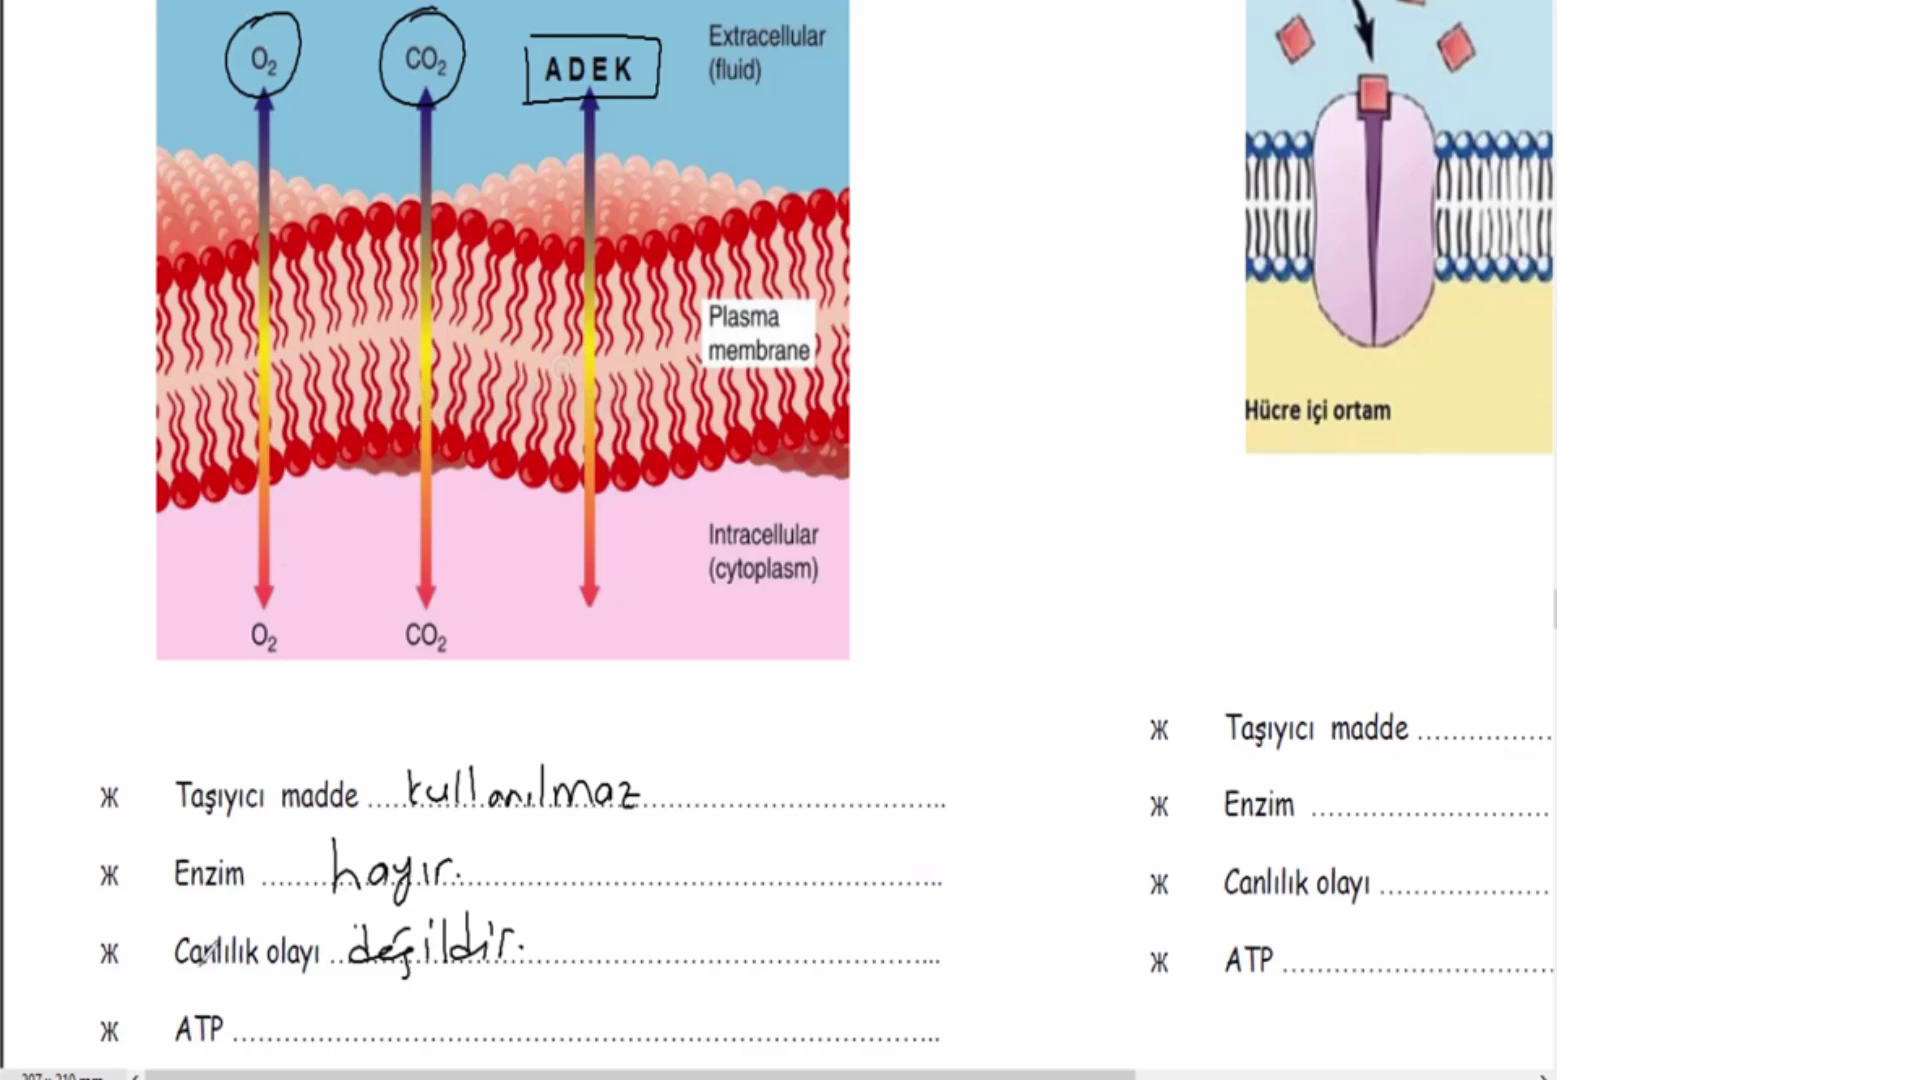 O₂ CO₂ ADEK Extracellular
(fluid)
Plasma
membrane
Intracellular
(cytoplasm)
O₂ CO₂
Hücre içi ortam
Ж Taşıyıcı madde .... kullanılmaz ..............................
Ж Enzim ....... hayır. ..............................
Ж Canlılık olayı .. değildir. ..............................
Ж ATP ..............................
Ж Taşıyıcı madde ................
Ж Enzim ............................
Ж Canlılık olayı ....................
Ж ATP ................................